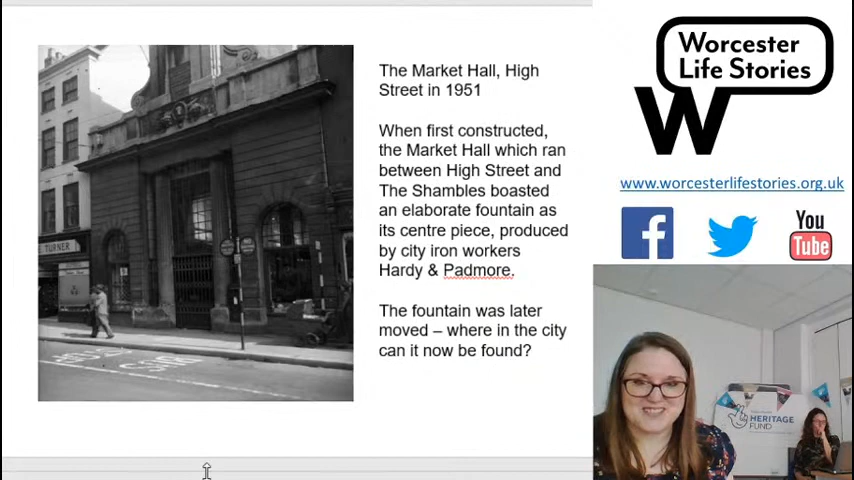 The Market Hall, High
Street in 1951
When first constructed,
the Market Hall which ran
between High Street and
The Shambles boasted
an elaborate fountain as
its centre piece, produced
by city iron workers
Hardy & Padmore.
The fountain was later
moved – where in the city
can it now be found?
TURNER
BUS
STOP
Worcester
Life Stories
W
www.worcesterlifestories.org.uk
f
You
Tube
HERITAGE
FUND